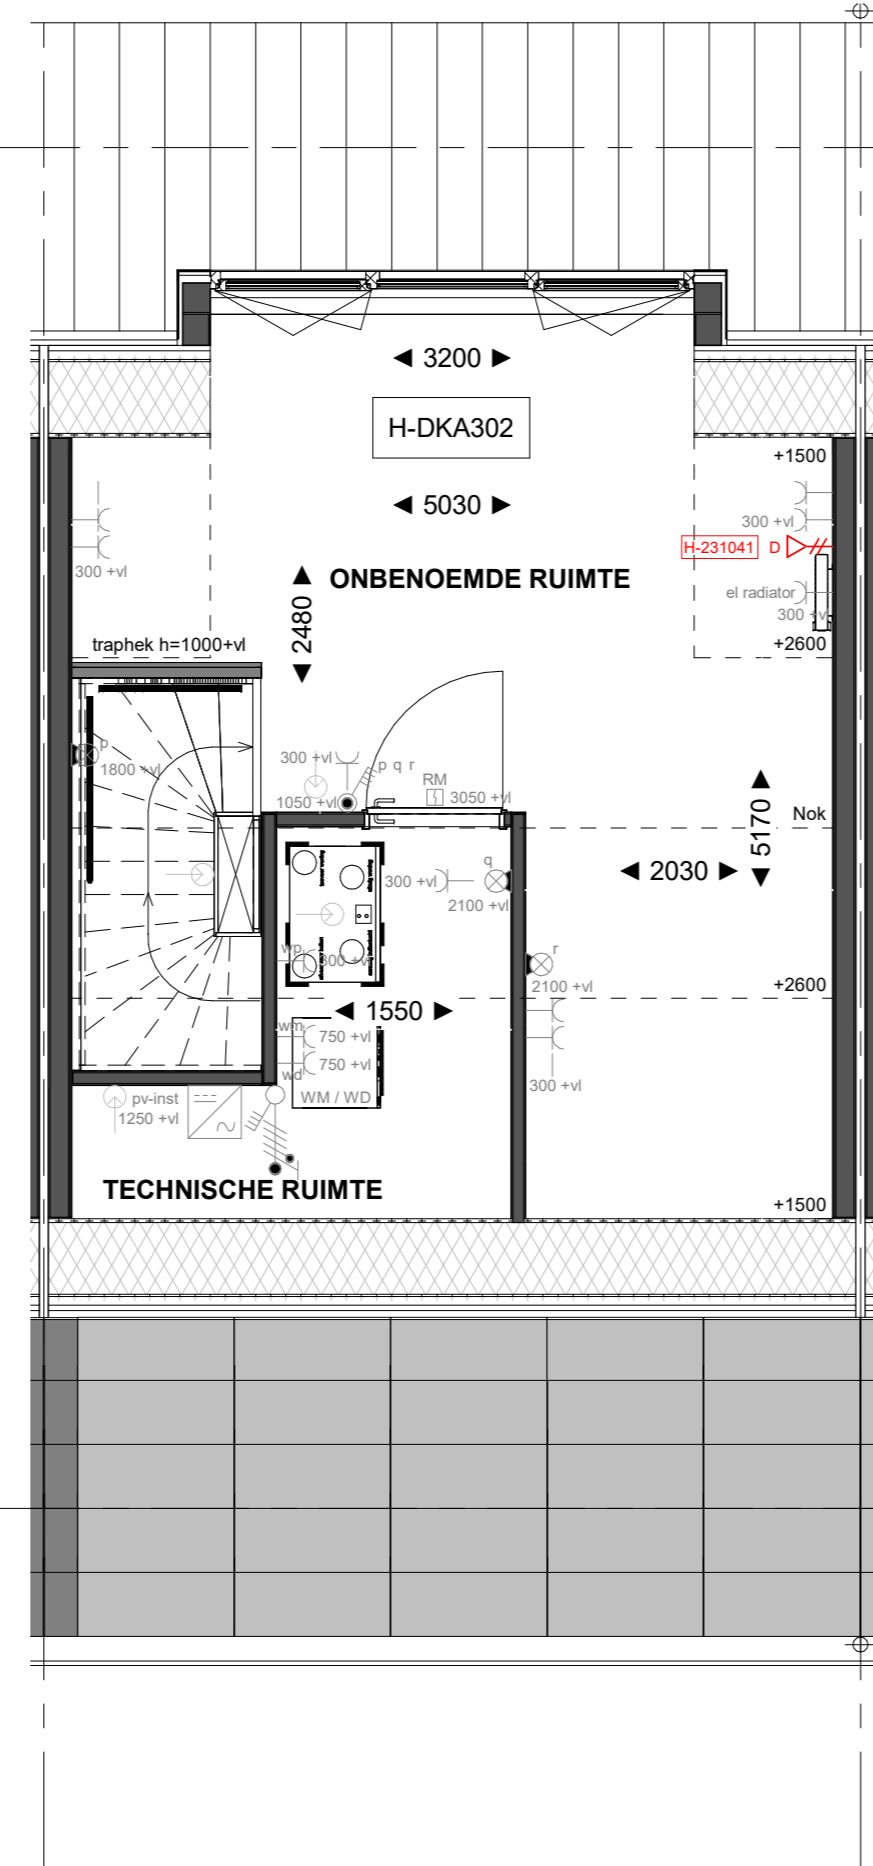 3200
H-DKA302
+1500
5030
300 +vl
H-231041 D
ONBENOEMDE RUIMTE
300 +vl
el radiator
300 +vl
2480
traphek h=1000+vl
+2600
p
1800 +vl
300 +vl
p q r
RM
1050 +vl
3050 +vl
Nok
5170
q
300 +vl
2030
2100 +vl
wp
300 +vl
r
2100 +vl
+2600
1550
wm
750 +vl
750 +vl
wd
300 +vl
pv-inst
WM / WD
1250 +vl
TECHNISCHE RUIMTE
+1500